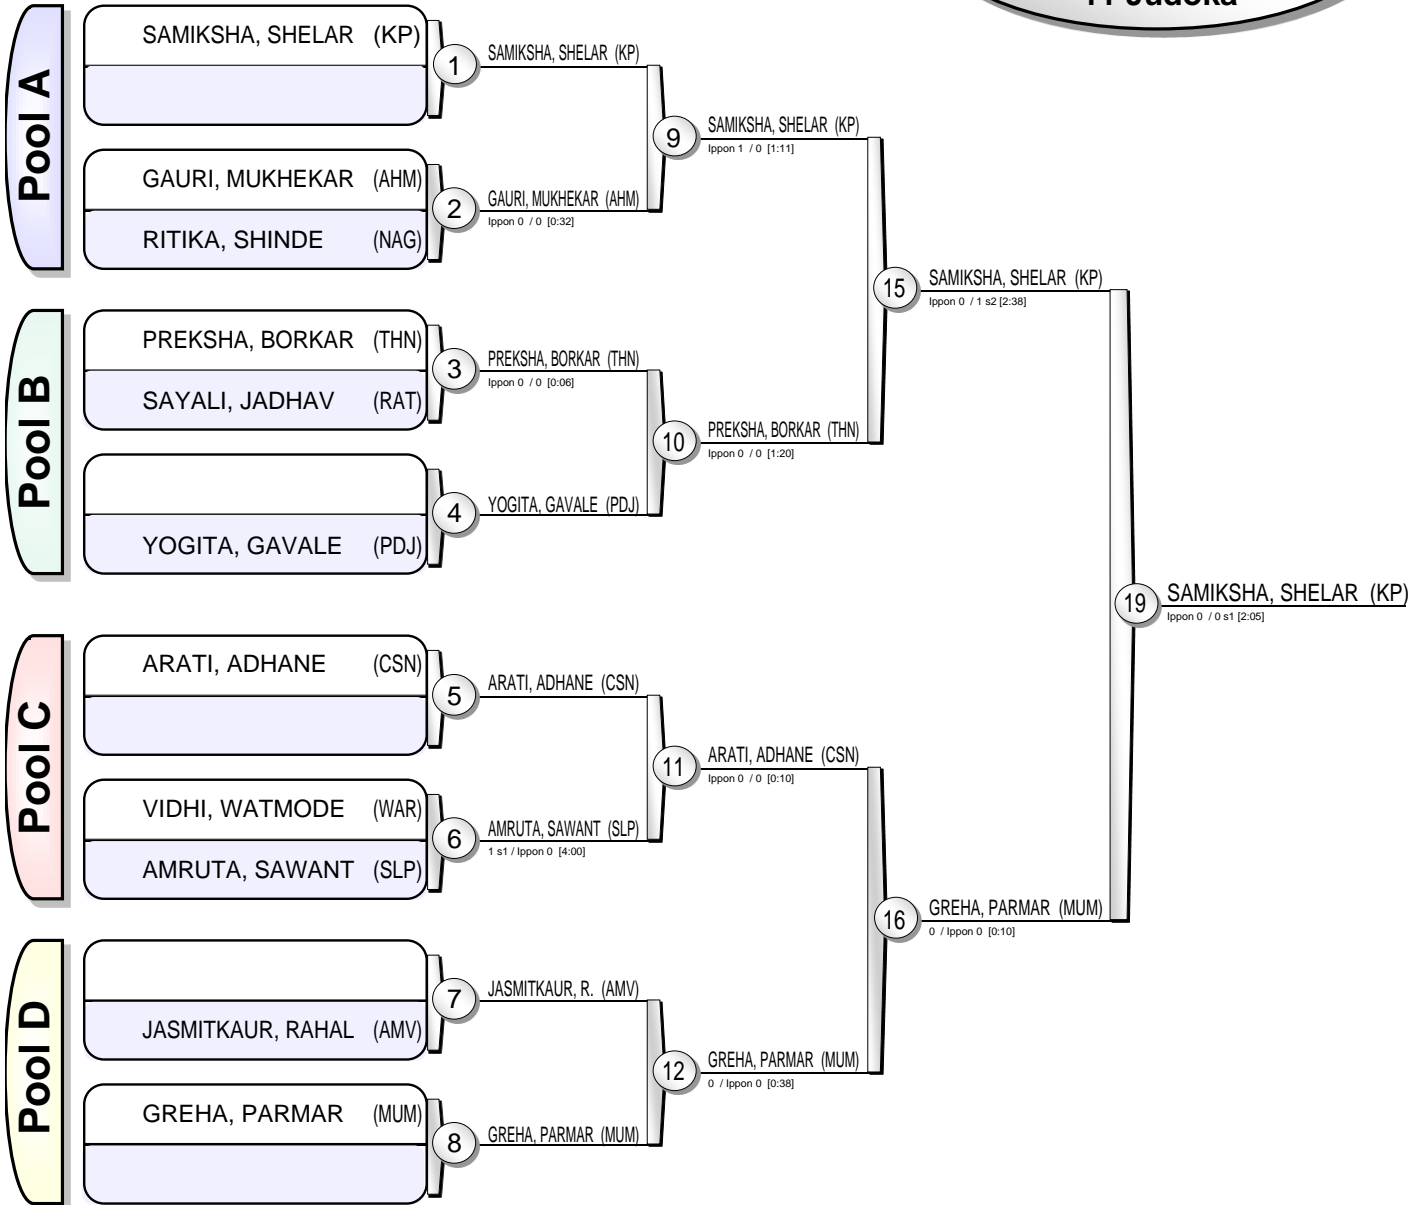 11 Judoka
Pool A
SAMIKSHA, SHELAR (KP)
1
SAMIKSHA, SHELAR (KP)
GAURI, MUKHEKAR (AHM)
RITIKA, SHINDE (NAG)
2
GAURI, MUKHEKAR (AHM)
Ippon 0 / 0 [0:32]
9
SAMIKSHA, SHELAR (KP)
Ippon 1 / 0 [1:11]
Pool B
PREKSHA, BORKAR (THN)
SAYALI, JADHAV (RAT)
3
PREKSHA, BORKAR (THN)
Ippon 0 / 0 [0:06]
YOGITA, GAVALE (PDJ)
4
YOGITA, GAVALE (PDJ)
10
PREKSHA, BORKAR (THN)
Ippon 0 / 0 [1:20]
15
SAMIKSHA, SHELAR (KP)
Ippon 0 / 1 s2 [2:38]
Pool C
ARATI, ADHANE (CSN)
5
ARATI, ADHANE (CSN)
VIDHI, WATMODE (WAR)
AMRUTA, SAWANT (SLP)
6
AMRUTA, SAWANT (SLP)
1 s1 / Ippon 0 [4:00]
11
ARATI, ADHANE (CSN)
Ippon 0 / 0 [0:10]
Pool D
JASMITKAUR, RAHAL (AMV)
7
JASMITKAUR, R. (AMV)
GREHA, PARMAR (MUM)
8
GREHA, PARMAR (MUM)
12
GREHA, PARMAR (MUM)
0 / Ippon 0 [0:38]
16
GREHA, PARMAR (MUM)
0 / Ippon 0 [0:10]
19
SAMIKSHA, SHELAR (KP)
Ippon 0 / 0 s1 [2:05]